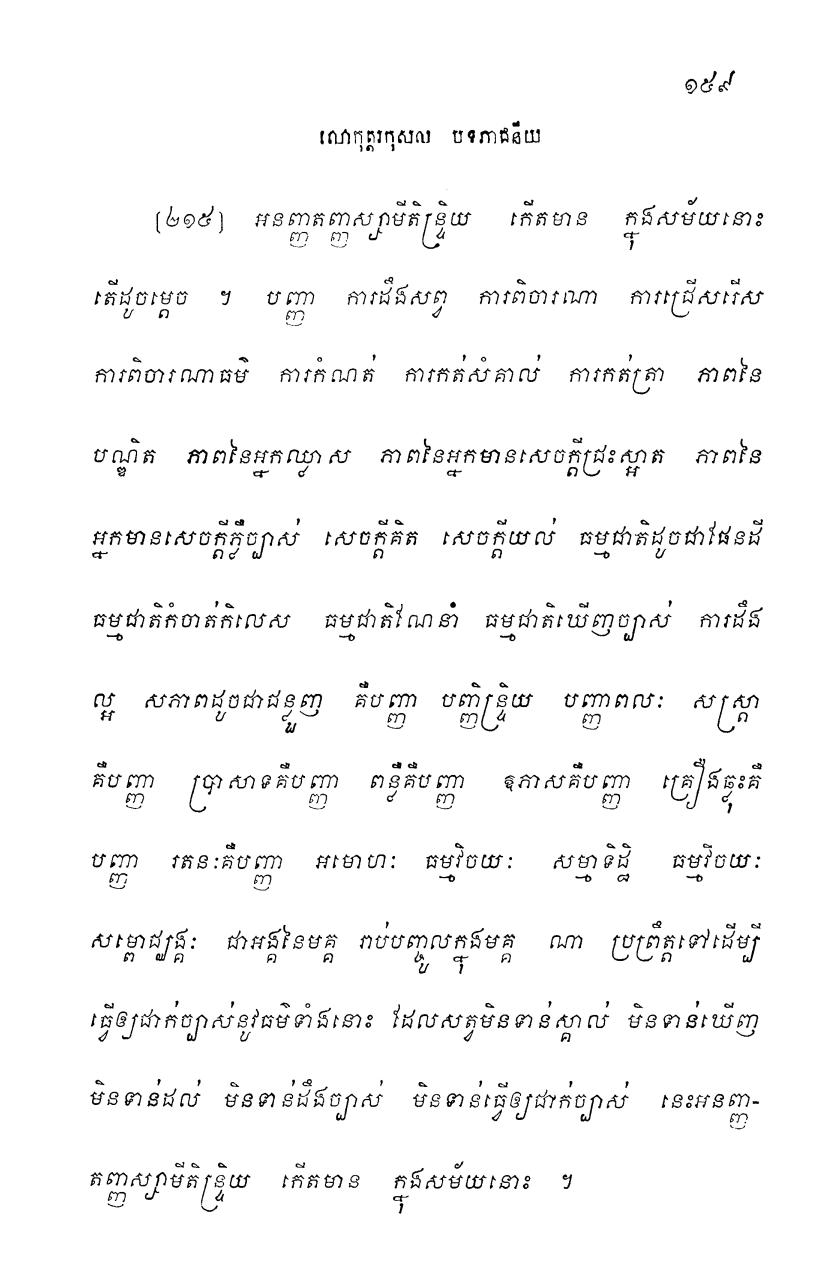 ១៥៩
លោកុត្តរកុសល បទភាជនីយ
[២១៥] អនញ្ញាតញ្ញស្សាមីតិន្ទ្រិយ កើតមាន ក្នុងសម័យនោះ
តើដូចម្តេច ។ បញ្ញា ការដឹងសព្វ ការពិចារណា ការជ្រើសរើស
ការពិចារណាធម៌ ការកំណត់ ការកត់សំគាល់ ការកត់ត្រា ភាពនៃ
បណ្ឌិត ភាពនៃអ្នកឈ្លាស ភាពនៃអ្នកមានសេចក្តីជ្រះស្អាត ភាពនៃ
អ្នកមានសេចក្តីភ្លឺច្បាស់ សេចក្តីគិត សេចក្តីយល់ ធម្មជាតិដូចជាផែនដី
ធម្មជាតិកំចាត់កិលេស ធម្មជាតិណែនាំ ធម្មជាតិឃើញច្បាស់ ការដឹង
ល្អ សភាពដូចជាជន្លួញ គឺបញ្ញា បញ្ញិន្ទ្រិយ បញ្ញាពលៈ សស្ត្រា
គឺបញ្ញា ប្រាសាទគឺបញ្ញា ពន្លឺគឺបញ្ញា ឱភាសគឺបញ្ញា គ្រឿងឆ្លុះគឺ
បញ្ញា រតនៈគឺបញ្ញា អមោហៈ ធម្មវិចយៈ សម្មាទិដ្ឋិ ធម្មវិចយៈ
សម្ពោជ្ឈង្គៈ ជាអង្គនៃមគ្គ រាប់បញ្ចូលក្នុងមគ្គ ណា ប្រព្រឹត្តទៅដើម្បី
ធ្វើឲ្យជាក់ច្បាស់នូវធម៌ទាំងនោះ ដែលសត្វមិនទាន់ស្គាល់ មិនទាន់ឃើញ
មិនទាន់ដល់ មិនទាន់ដឹងច្បាស់ មិនទាន់ធ្វើឲ្យជាក់ច្បាស់ នេះអនញ្ញា-
តញ្ញស្សាមីតិន្ទ្រិយ កើតមាន ក្នុងសម័យនោះ ។